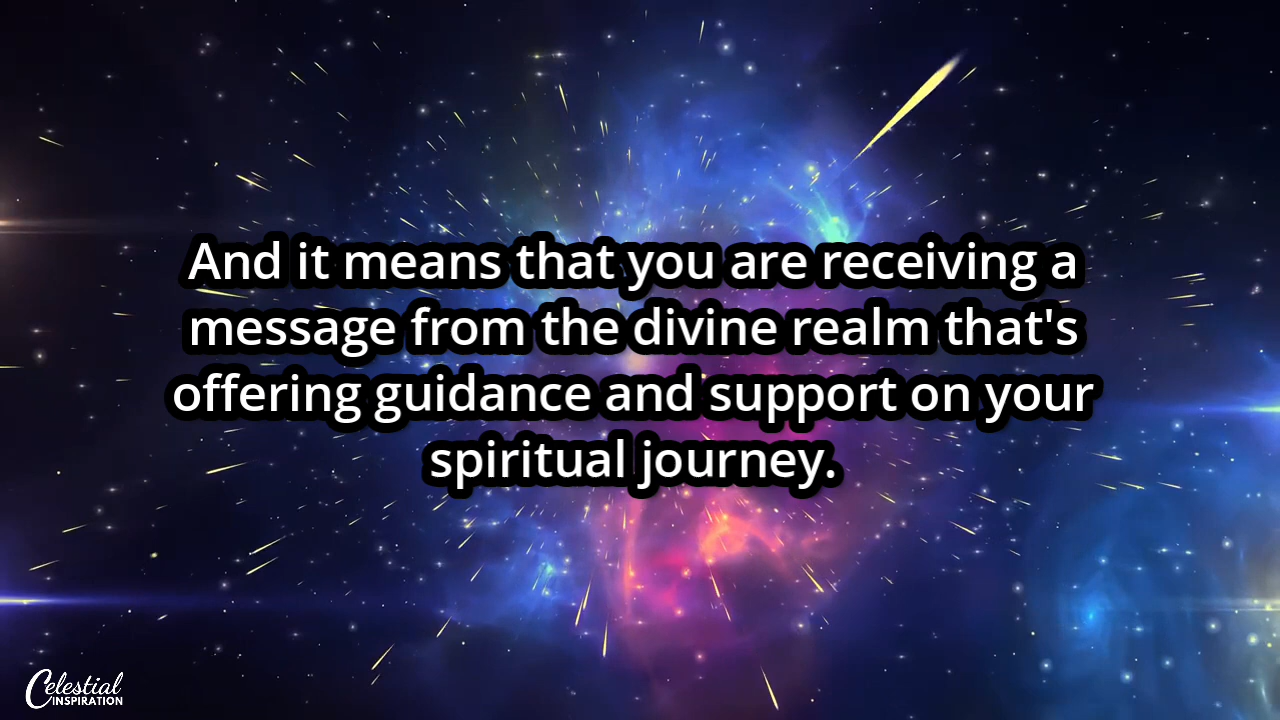 And it means that you are receiving a
message from the divine realm that's
offering guidance and support on your
spiritual journey.
Celestial
INSPIRATION